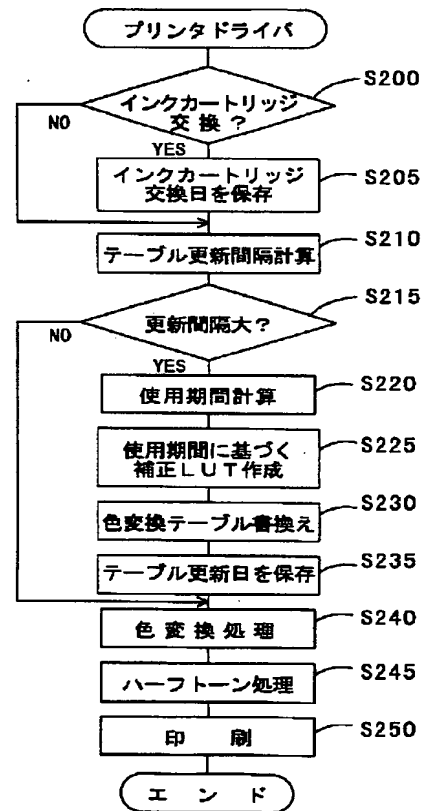 プリンタドライバ
S200
インクカートリッジ
交換？
NO
YES
S205
インクカートリッジ
交換日を保存
S210
テーブル更新間隔計算
S215
更新間隔大？
NO
YES
S220
使用期間計算
S225
使用期間に基づく
補正LUT作成
S230
色変換テーブル書換え
S235
テーブル更新日を保存
S240
色変換処理
S245
ハーフトーン処理
S250
印刷
エンド